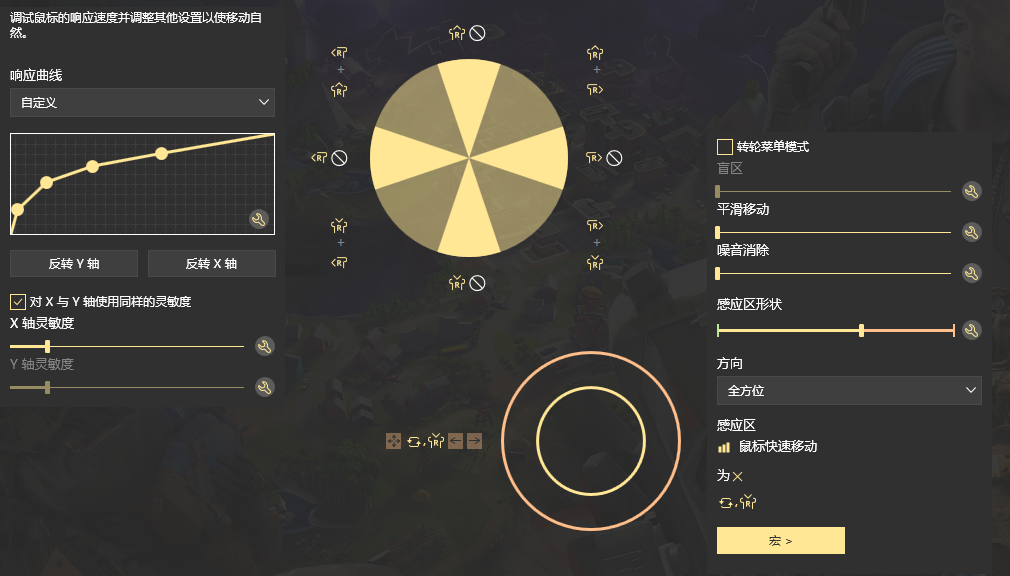 调试鼠标的响应速度并调整其他设置以使移动自
然。
响应曲线
自定义
反转 Y 轴
反转 X 轴
对 X 与 Y 轴使用同样的灵敏度
X 轴灵敏度
Y 轴灵敏度
R
R
R
R
R
R
R
R
R
R
R
R
R
转轮菜单模式
盲区
平滑移动
噪音消除
感应区形状
方向
全方位
感应区
鼠标快速移动
为
R
宏 >